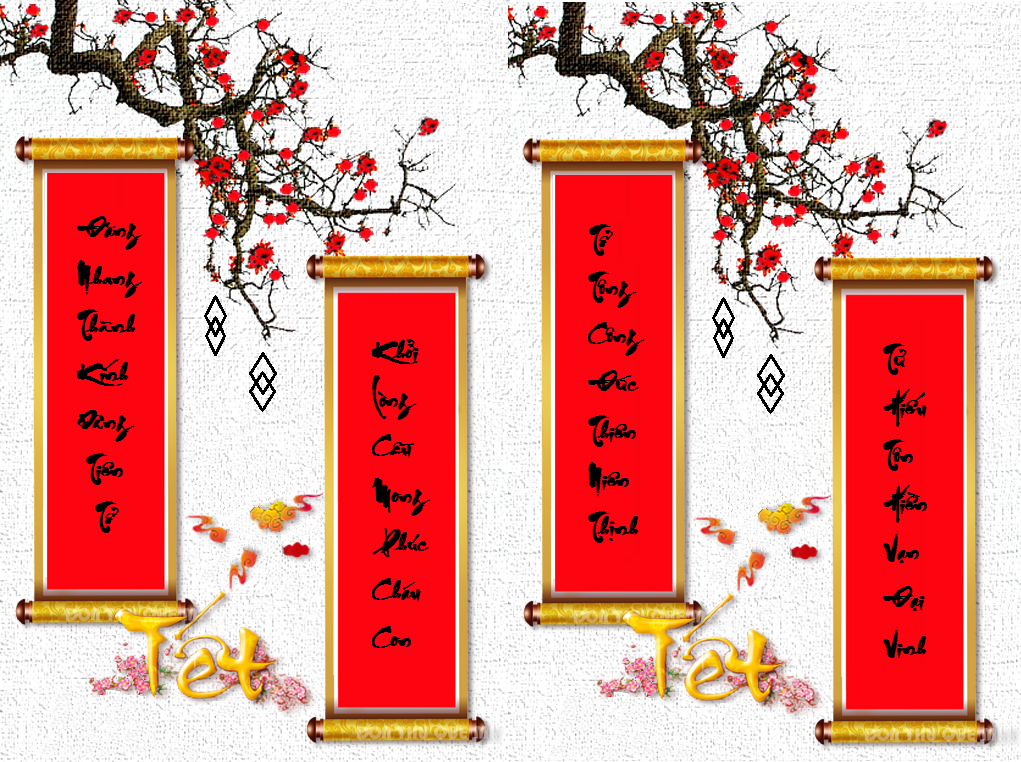 Nhang
Thành
Kính
Dâng
Tiên
Tổ
Khởi
Lòng
Cầu
Mong
Phúc
Cháu
Con
Tết
Tổ
Tông
Công
Đức
Thiên
Niên
Thịnh
Tử
Hiếu
Tôn
Hiền
Vạn
Đại
Vinh
Tết